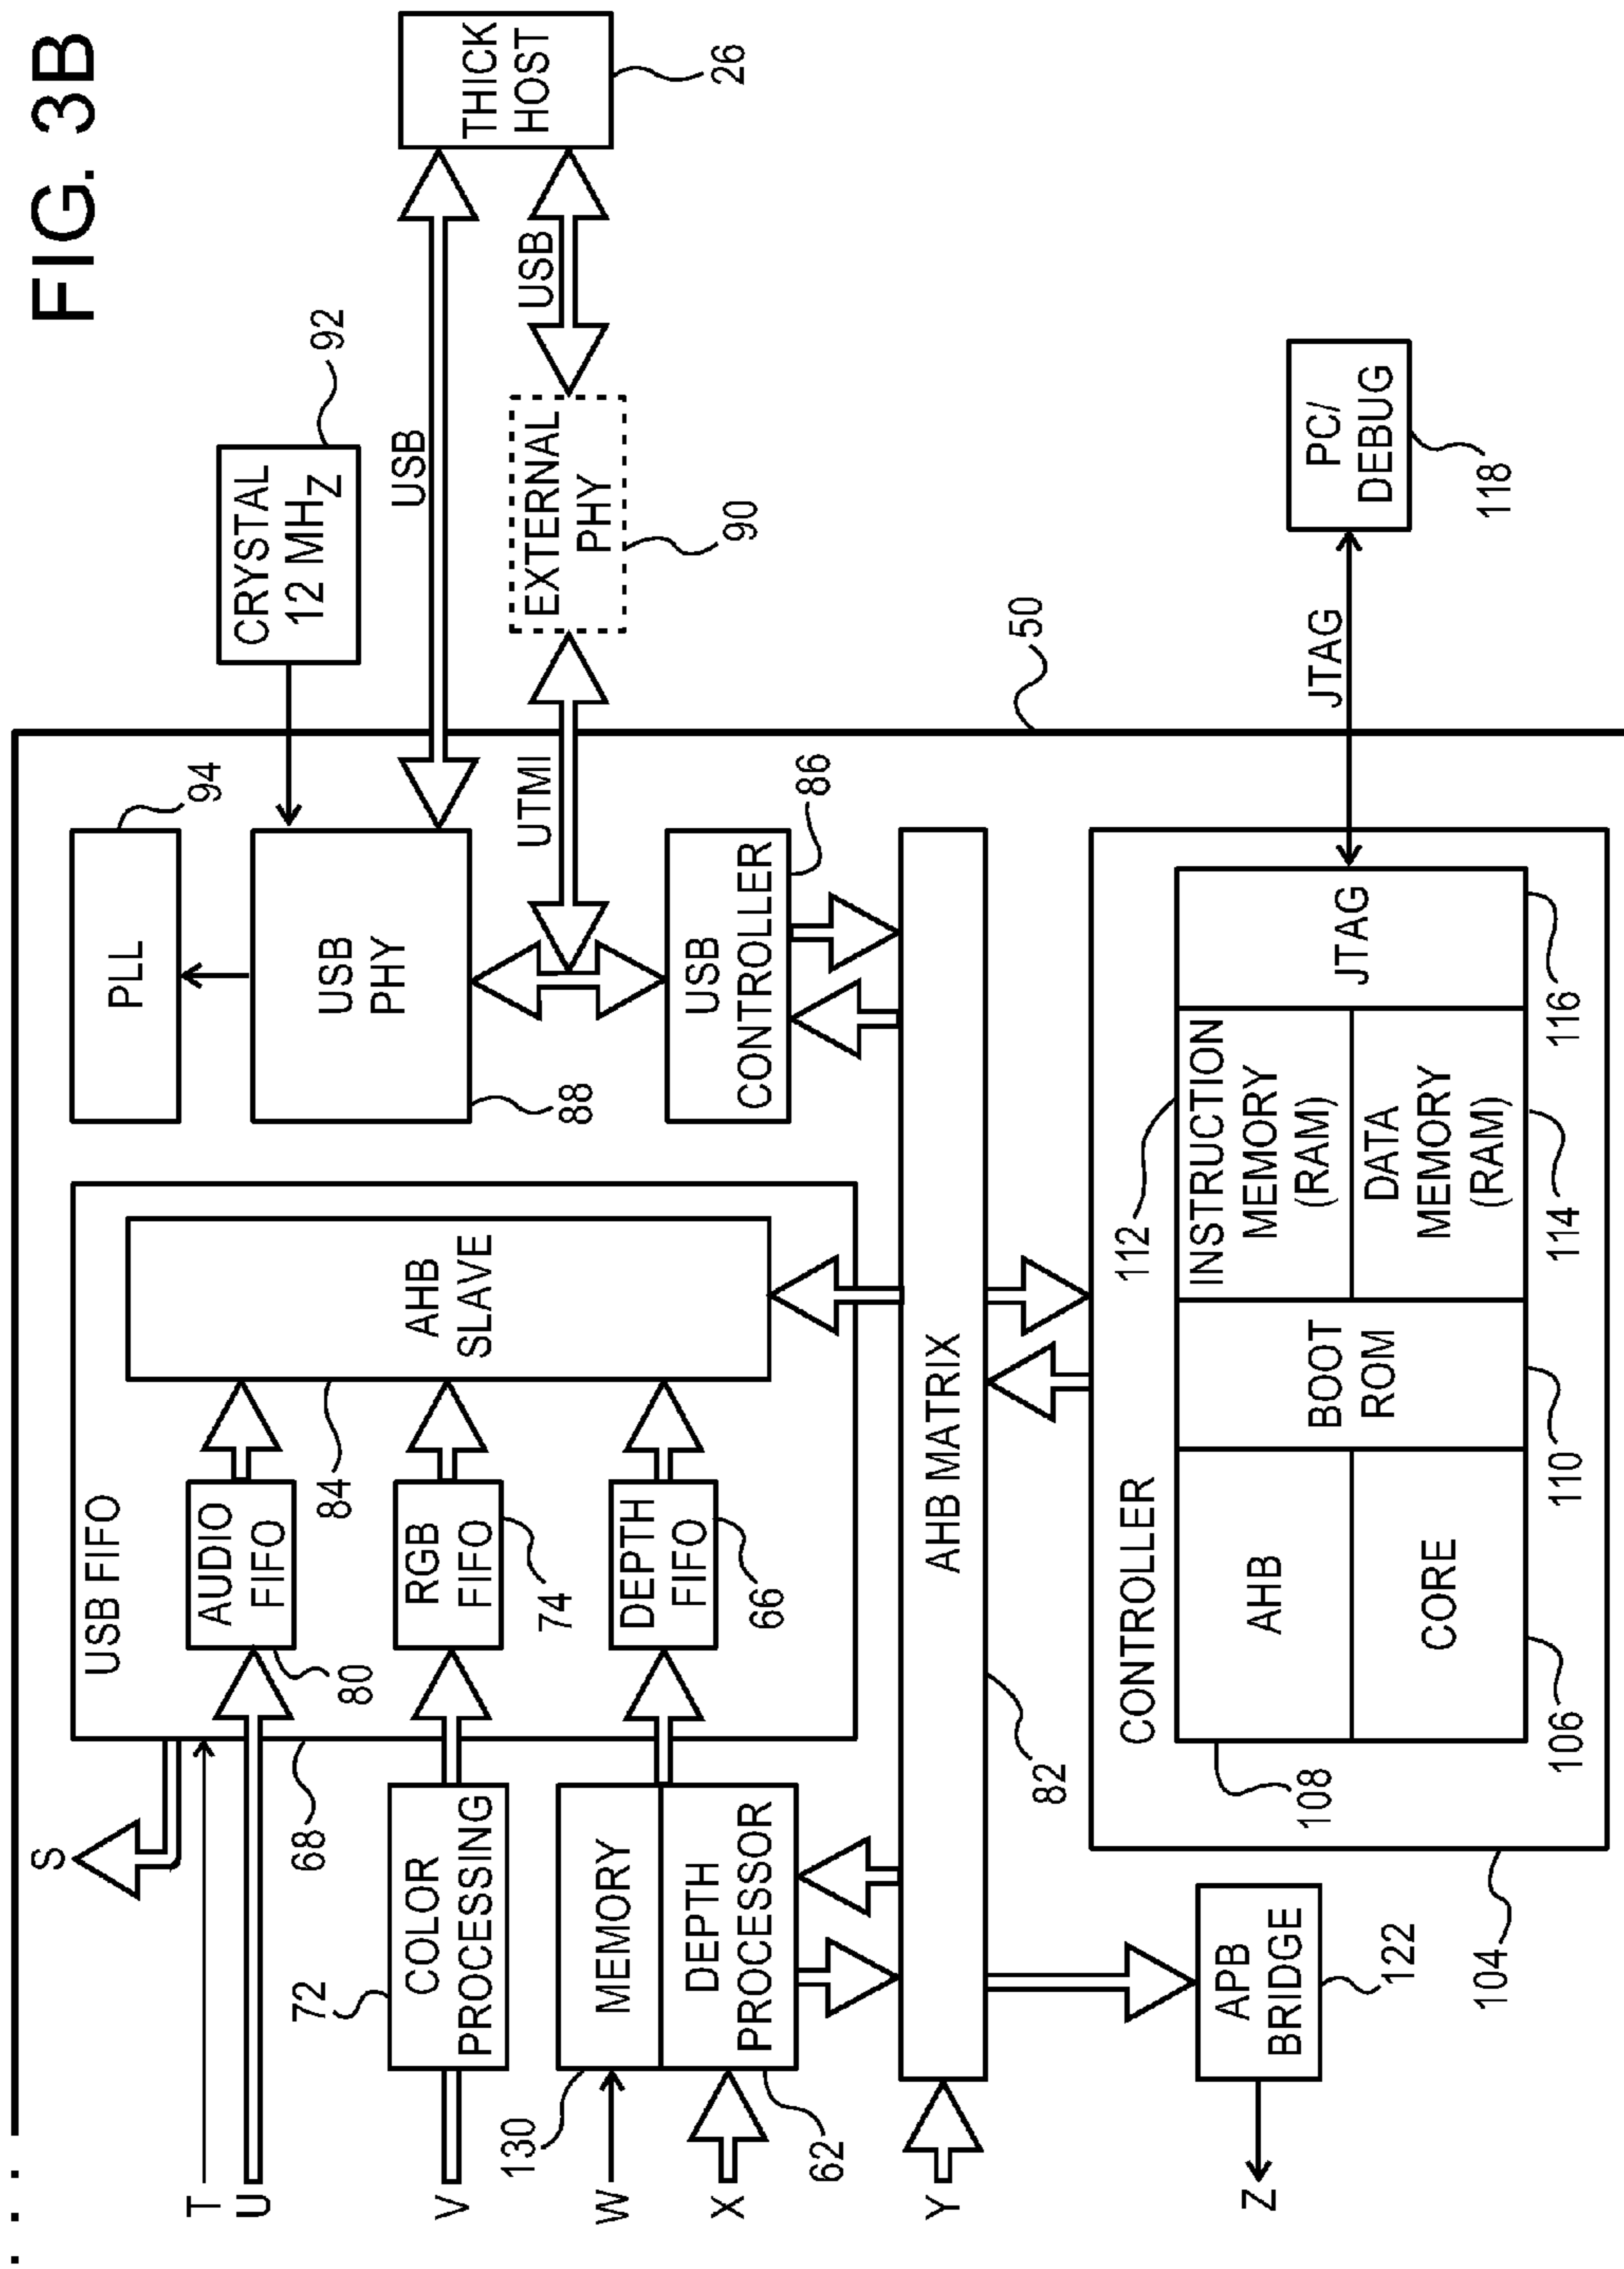 FIG. 3B
S
T
U
V
W
X
Y
Z
USB FIFO
AUDIO
FIFO
80
RGB
FIFO
74
DEPTH
FIFO
66
AHB
SLAVE
84
68
72
COLOR
PROCESSING
130
MEMORY
DEPTH
PROCESSOR
62
PLL
94
USB
PHY
88
CRYSTAL
12 MHZ
92
USB
UTMI
EXTERNAL
PHY
90
USB
THICK
HOST
26
USB
CONTROLLER
86
50
AHB MATRIX
82
CONTROLLER
AHB
108
CORE
106
BOOT
ROM
110
112
INSTRUCTION
MEMORY
(RAM)
DATA
MEMORY
(RAM)
114
JTAG
116
JTAG
PC/
DEBUG
118
APB
BRIDGE
122
104